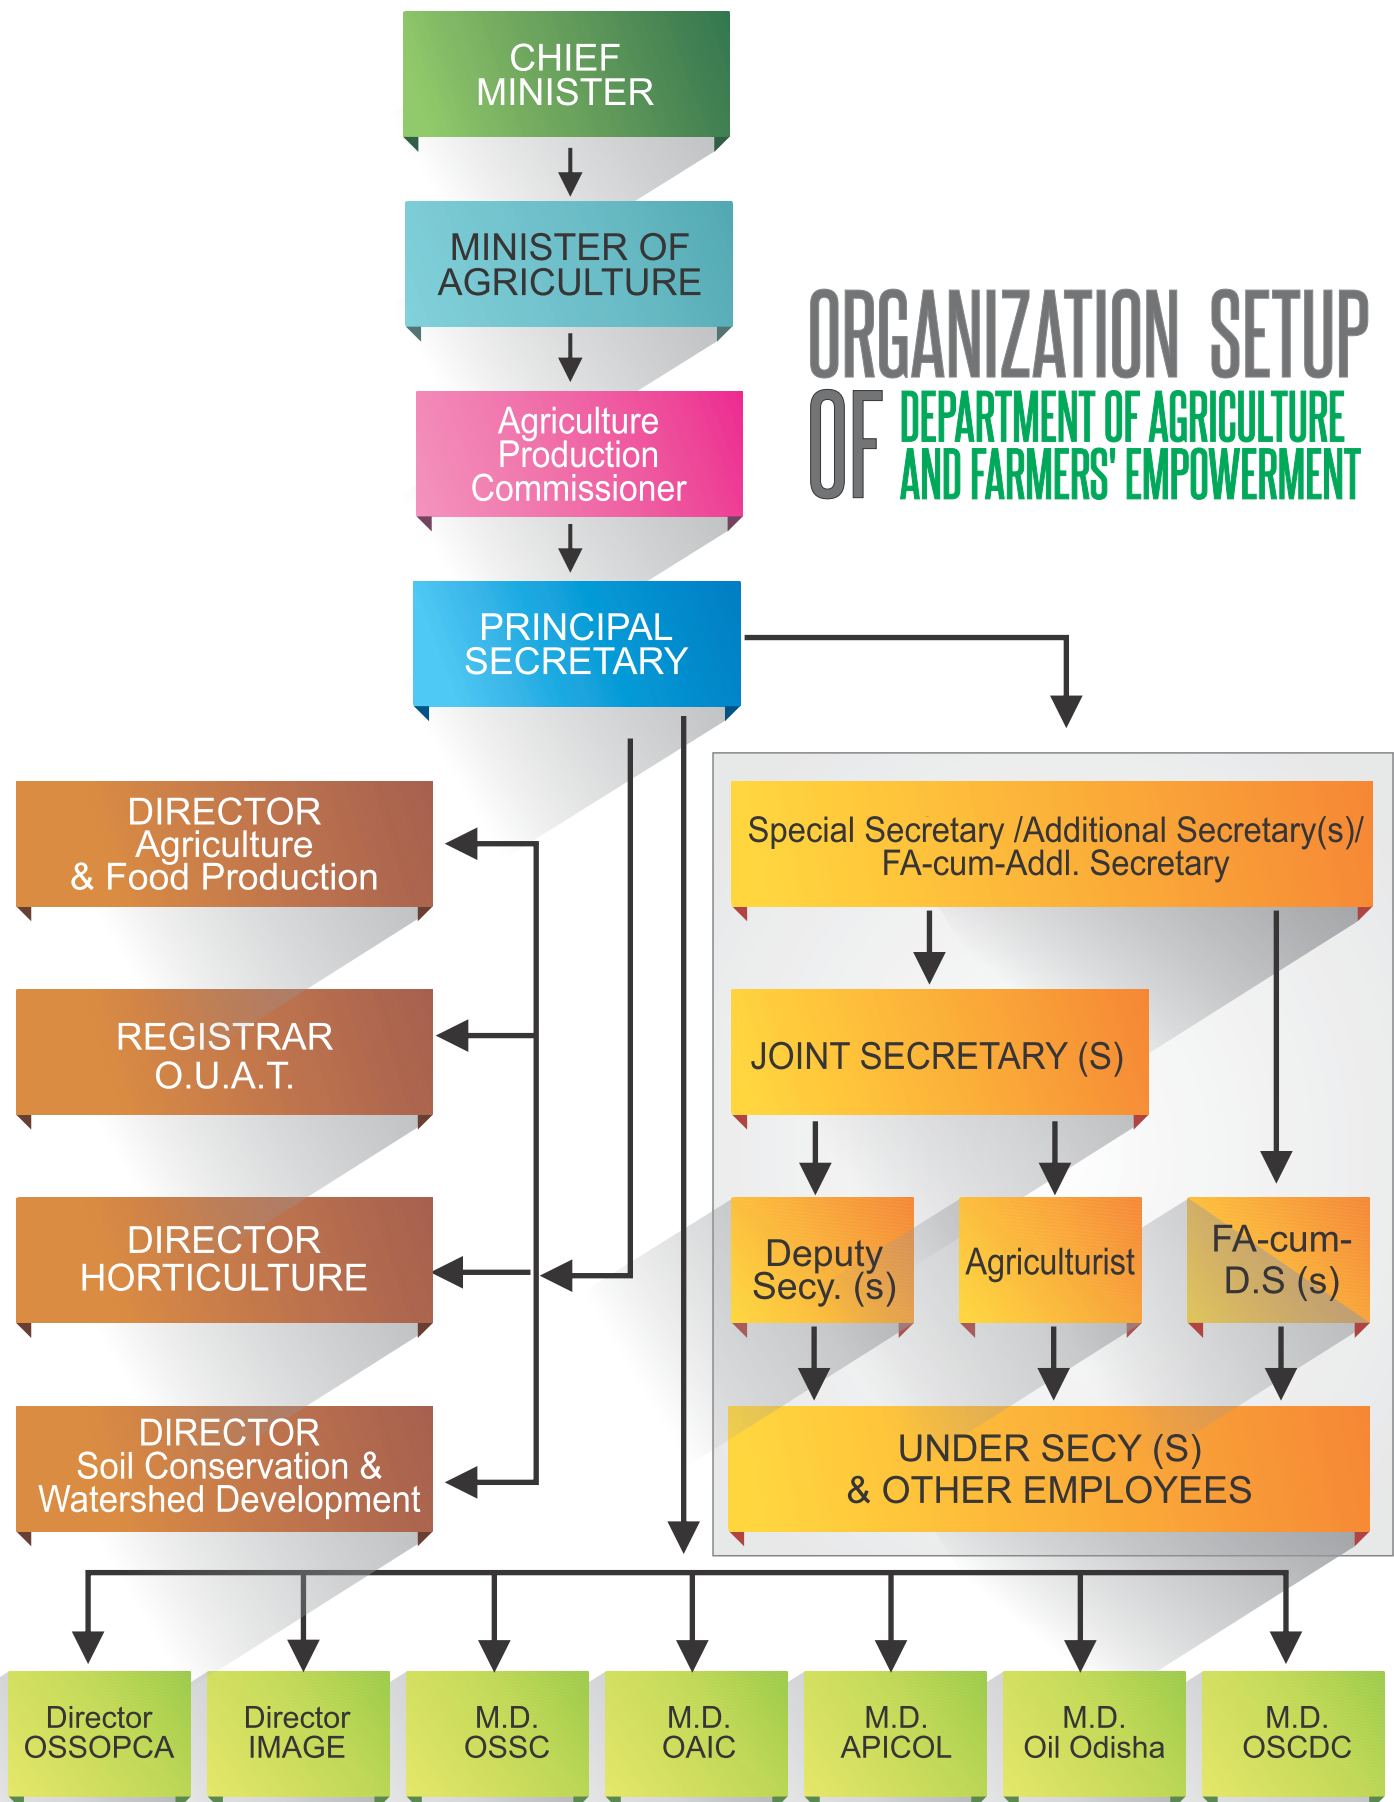 CHIEF
MINISTER
MINISTER OF
AGRICULTURE
ORGANIZATION SETUP
OF DEPARTMENT OF AGRICULTURE
AND FARMERS' EMPOWERMENT
Agriculture
Production
Commissioner
PRINCIPAL
SECRETARY
DIRECTOR
Agriculture
& Food Production
REGISTRAR
O.U.A.T.
DIRECTOR
HORTICULTURE
DIRECTOR
Soil Conservation &
Watershed Development
Special Secretary /Additional Secretary(s)/
FA-cum-Addl. Secretary
JOINT SECRETARY (S)
Deputy
Secy. (s)
Agriculturist
FA-cum-
D.S (s)
UNDER SECY (S)
& OTHER EMPLOYEES
Director
OSSOPCA
Director
IMAGE
M.D.
OSSC
M.D.
OAIC
M.D.
APICOL
M.D.
Oil Odisha
M.D.
OSCDC